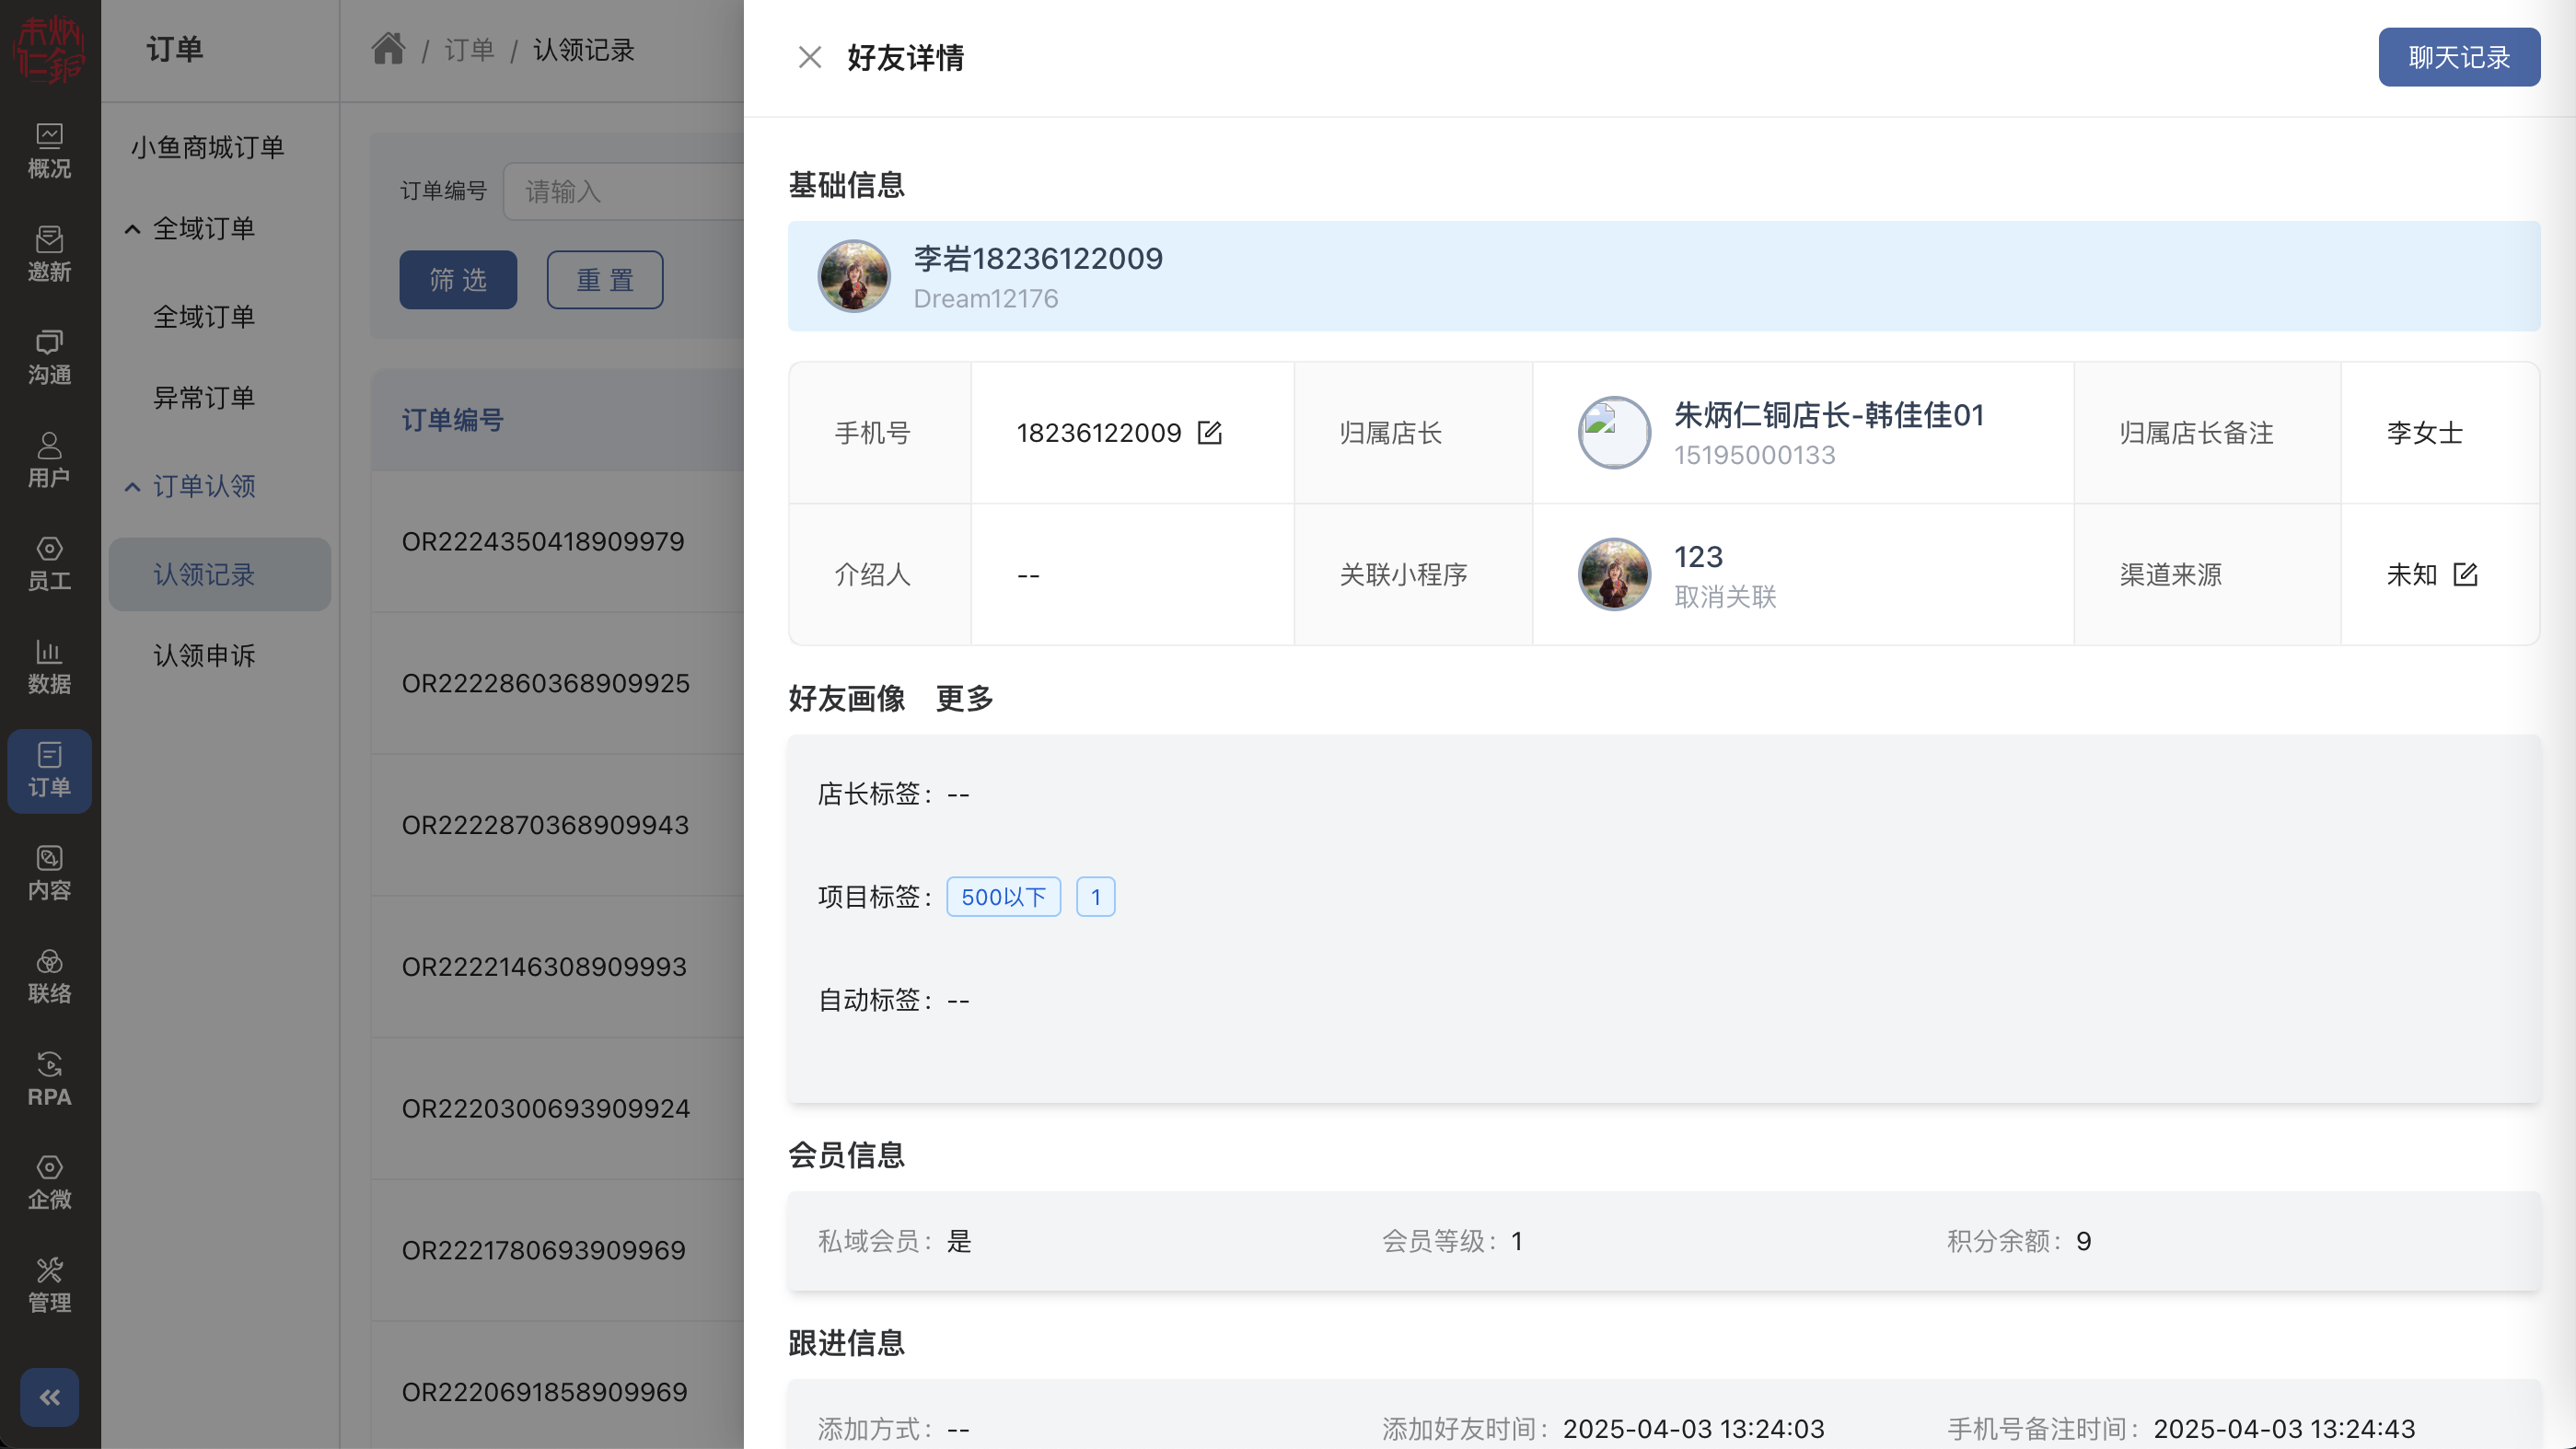 朱炳仁銅
概况
邀新
沟通
用户
员工
数据
订单
内容
联络
RPA
企微
管理
订单
小鱼商城订单
全域订单
全域订单
异常订单
订单认领
认领记录
认领申诉
/ 订单 / 认领记录
订单编号 请输入
筛 选 重 置
订单编号
OR2224350418909979
OR2222860368909925
OR2222870368909943
OR2222146308909993
OR2220300693909924
OR2221780693909969
OR2220691858909969
好友详情
聊天记录
基础信息
李岩18236122009
Dream12176
手机号 18236122009 归属店长 朱炳仁铜店长-韩佳佳01 归属店长备注 李女士
15195000133
介绍人 -- 关联小程序 123 渠道来源 未知
取消关联
好友画像 更多
店长标签： --
项目标签： 500以下 1
自动标签： --
会员信息
私域会员： 是 会员等级： 1 积分余额： 9
跟进信息
添加方式： -- 添加好友时间： 2025-04-03 13:24:03 手机号备注时间： 2025-04-03 13:24:43